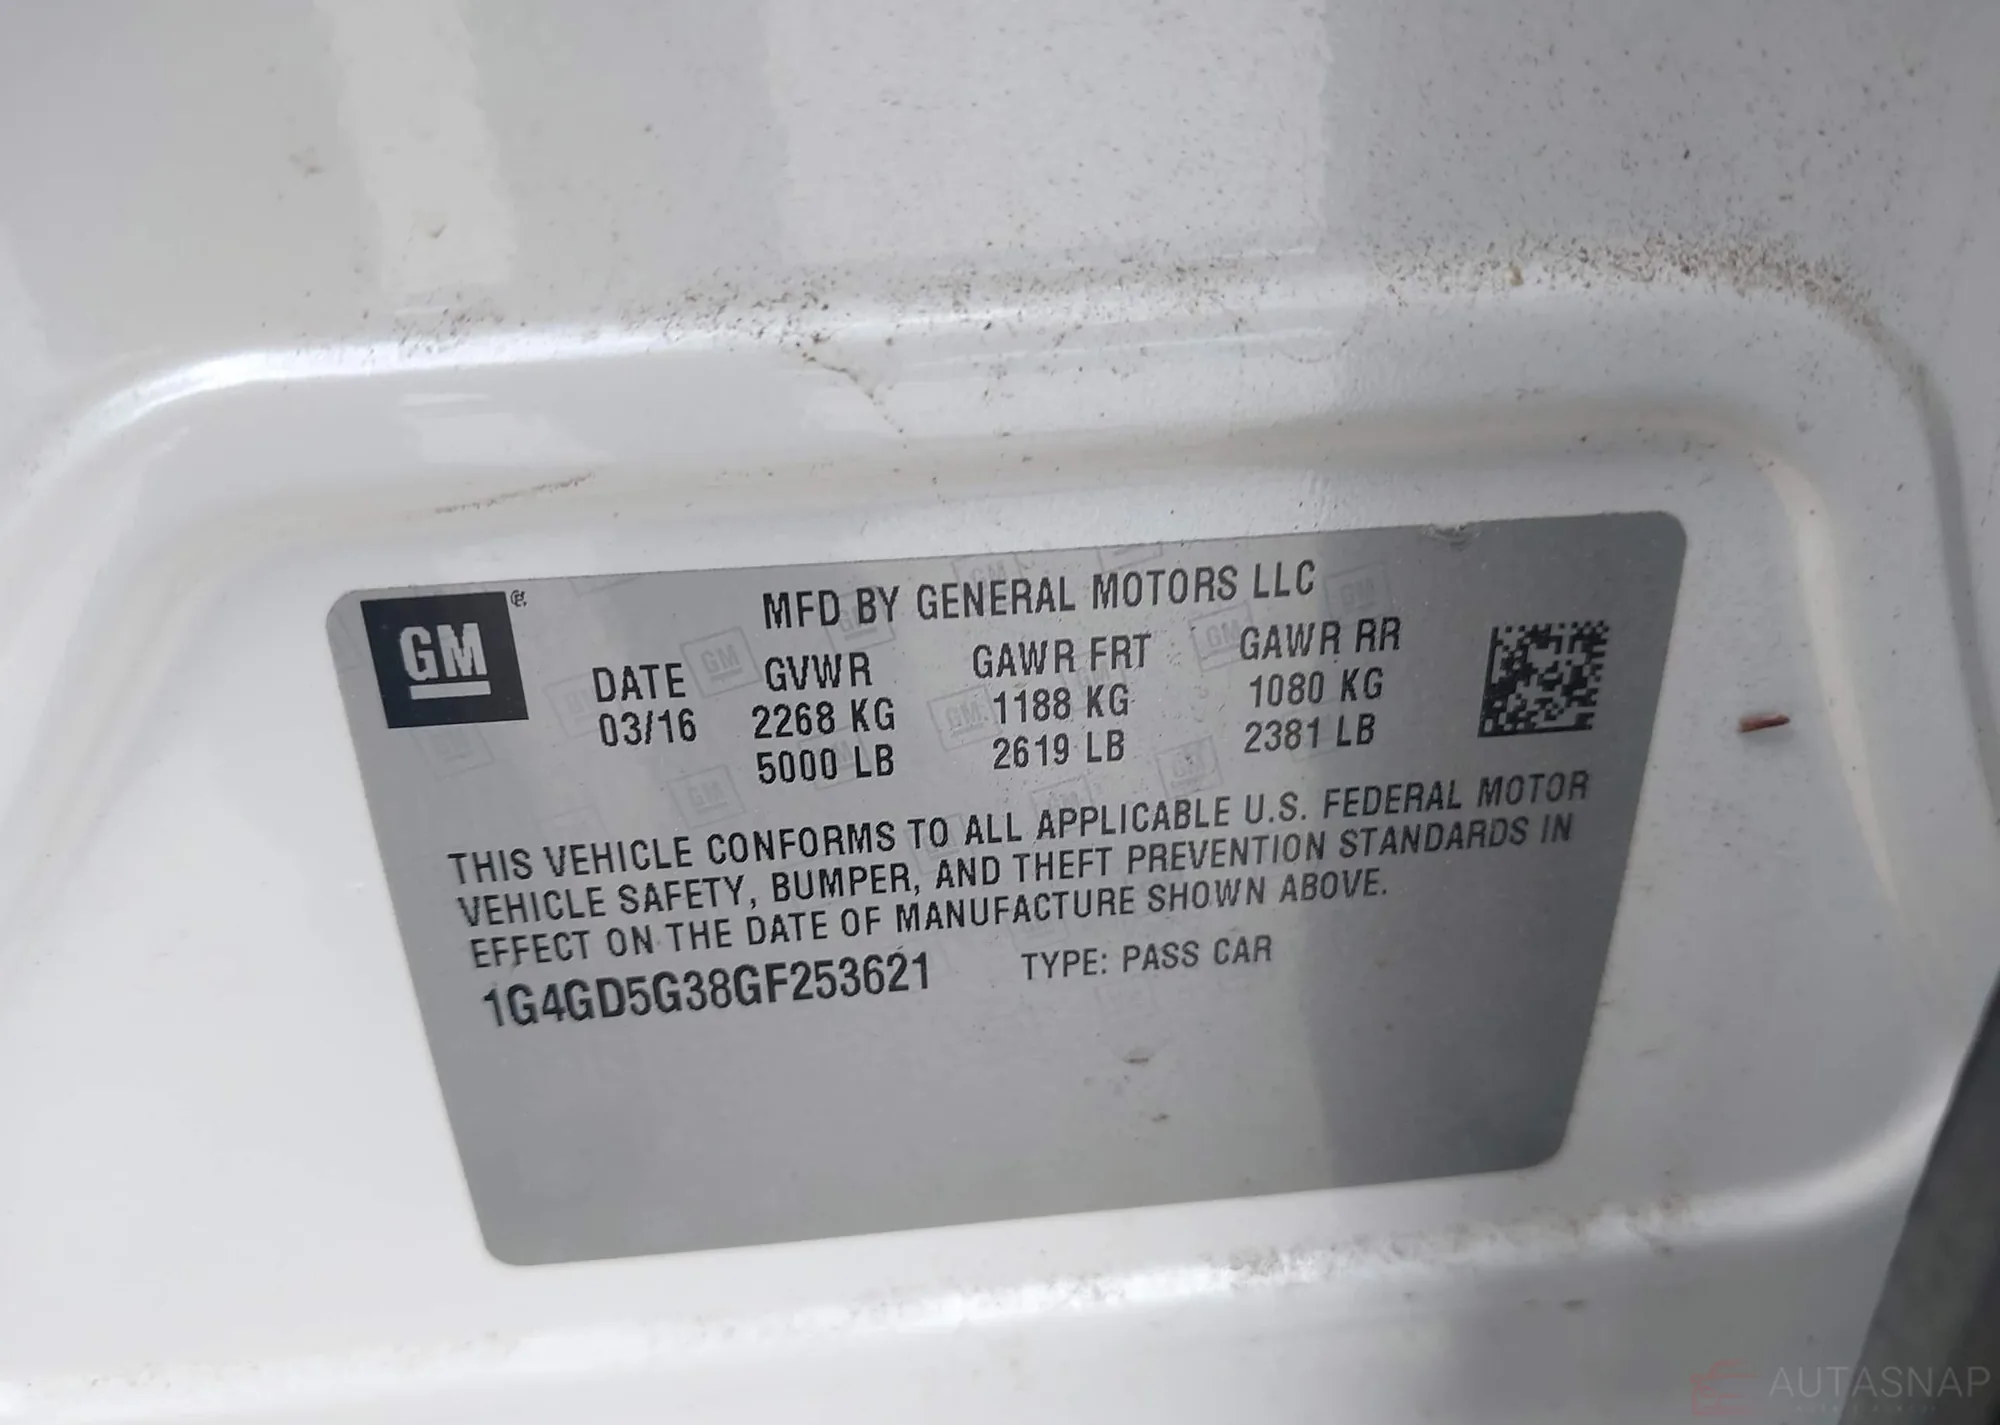 GM
MFD BY GENERAL MOTORS LLC
DATE GVWR GAWR FRT GAWR RR
03/16 2268 KG 1188 KG 1080 KG
5000 LB 2619 LB 2381 LB
THIS VEHICLE CONFORMS TO ALL APPLICABLE U.S. FEDERAL MOTOR
VEHICLE SAFETY, BUMPER, AND THEFT PREVENTION STANDARDS IN
EFFECT ON THE DATE OF MANUFACTURE SHOWN ABOVE.
1G4GD5G38GF253621 TYPE: PASS CAR
AUTASNAP